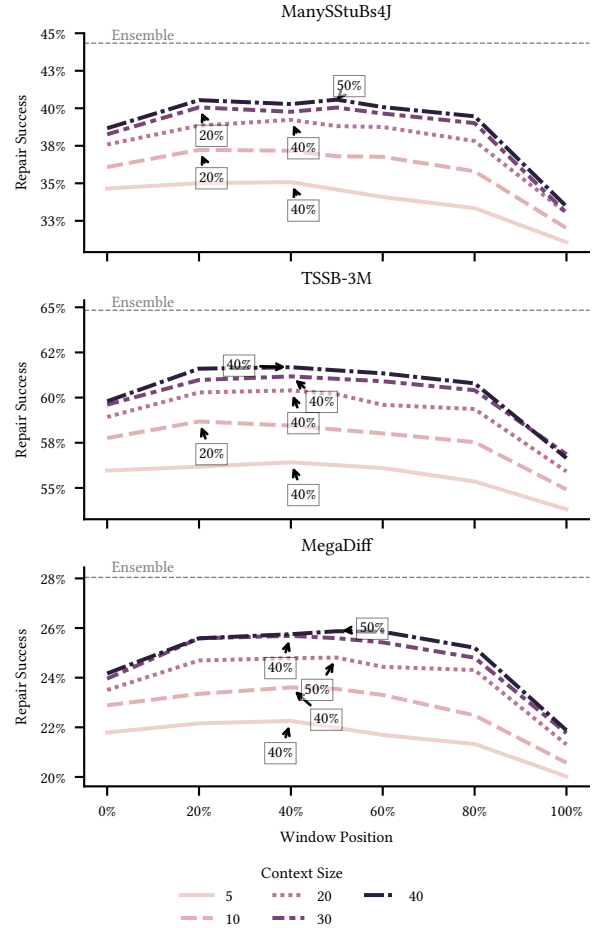 ManySStuBs4J
45%
Ensemble
43%
50%
40%
20%
40%
38%
20%
35%
40%
33%
Repair Success
TSSB-3M
65%
Ensemble
62%
40%
60%
40%
40%
58%
20%
55%
40%
Repair Success
MegaDiff
28%
Ensemble
26%
50%
40%
24%
50%
40%
22%
40%
20%
Repair Success
0% 20% 40% 60% 80% 100%
Window Position
Context Size
5 20 40
10 30